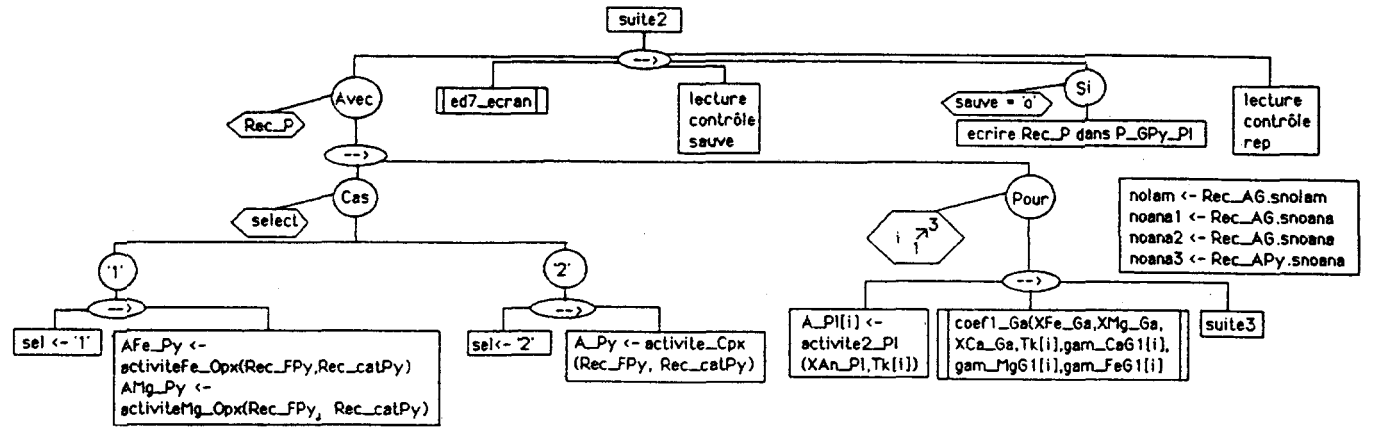 suite2
-->
Avec
Rec_P
ed7_ecran
lecture
contrôle
sauve
Si
sauve = 'o'
ecrire Rec_P dans P_GPy_Pl
lecture
contrôle
rep
-->
Cas
select
Pour
i 1 ↗ 3
nolam <- Rec_AG.snolam
noana1 <- Rec_AG.snoana
noana2 <- Rec_AG.snoana
noana3 <- Rec_APy.snoana
'1'
'2'
-->
-->
-->
sel <- '1'
AFe_Py <-
activiteFe_Opx(Rec_FPy,Rec_catPy)
AMg_Py <-
activiteMg_Opx(Rec_FPy, Rec_catPy)
sel<- '2'
A_Py <- activite_Cpx
(Rec_FPy, Rec_catPy)
A_Pl[i] <-
activite2_Pl
(XAn_Pl,Tk[i])
coef1_Ga(XFe_Ga,XMg_Ga,
XCa_Ga,Tk[i],gam_CaG1[i],
gam_MgG1[i],gam_FeG1[i]
suite3